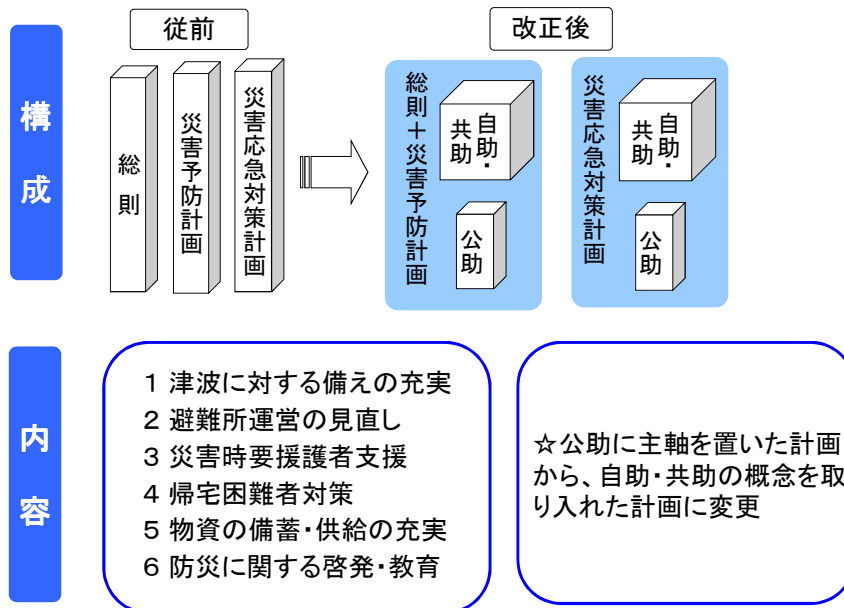 構成
従前
改正後
総則
災害予防計画
災害応急対策計画
総則＋災害予防計画
自助・
共助
公助
災害応急対策計画
自助・
共助
公助
内容
1 津波に対する備えの充実
2 避難所運営の見直し
3 災害時要援護者支援
4 帰宅困難者対策
5 物資の備蓄・供給の充実
6 防災に関する啓発・教育
☆公助に主軸を置いた計画
から、自助・共助の概念を取
り入れた計画に変更